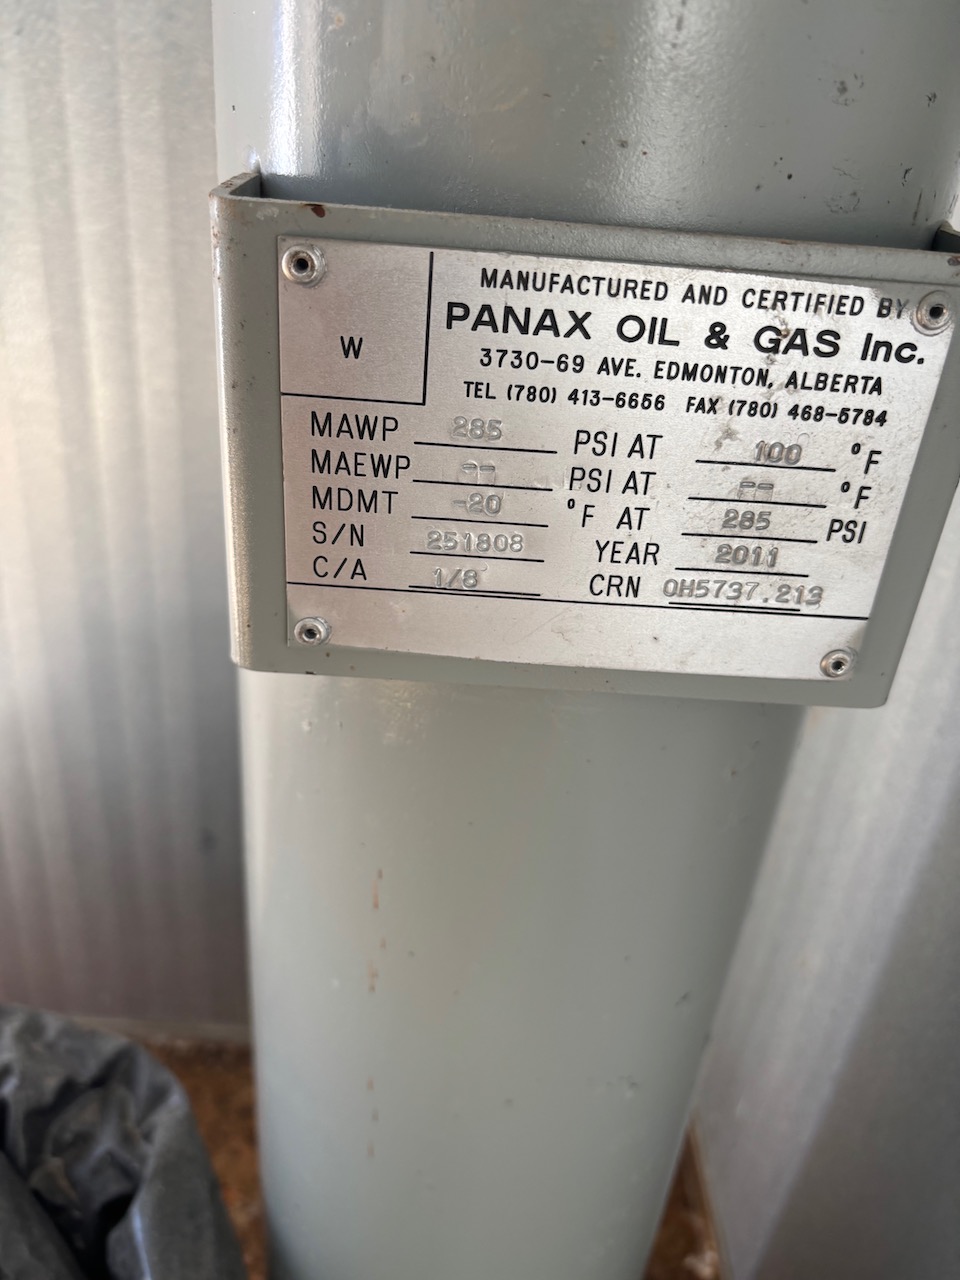 W
MANUFACTURED AND CERTIFIED BY
PANAX OIL & GAS Inc.
3730-69 AVE. EDMONTON, ALBERTA
TEL (780) 413-6656 FAX (780) 468-5784
MAWP 285 PSI AT 100 °F
MAEWP -- PSI AT -- °F
MDMT -20 °F AT 285 PSI
S/N 251808 YEAR 2011
C/A 1/8 CRN OH5737.213